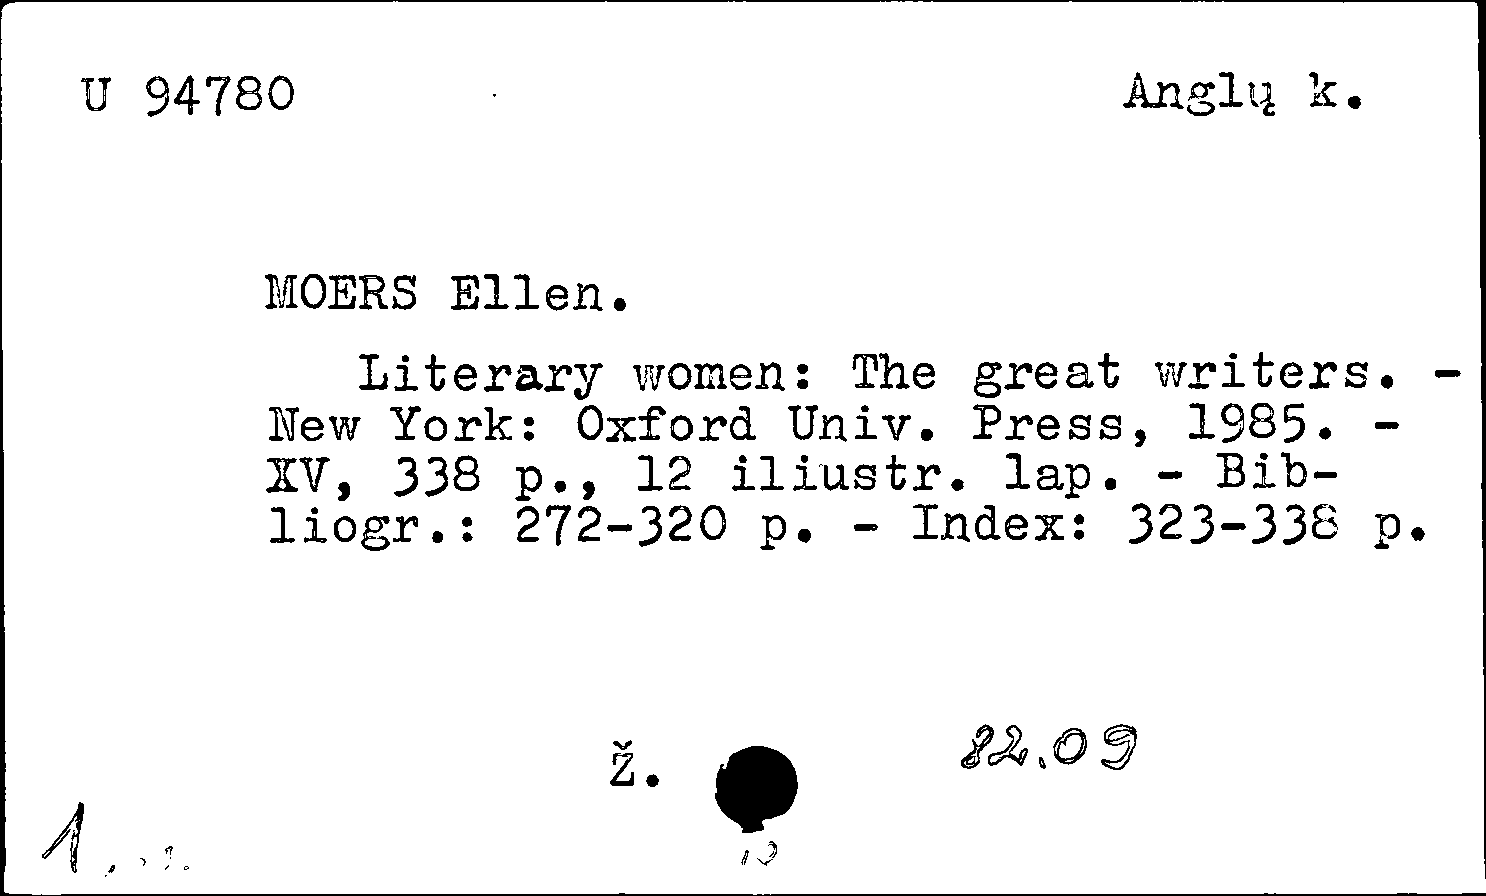 U 94780 Anglų k.
MOERS Ellen.
Literary women: The great writers. -
New York: Oxford Univ. Press, 1985. -
XV, 338 p., 12 iliustr. lap. - Bib-
liogr.: 272-320 p. - Index: 323-338 p.
ž. 82.09
1